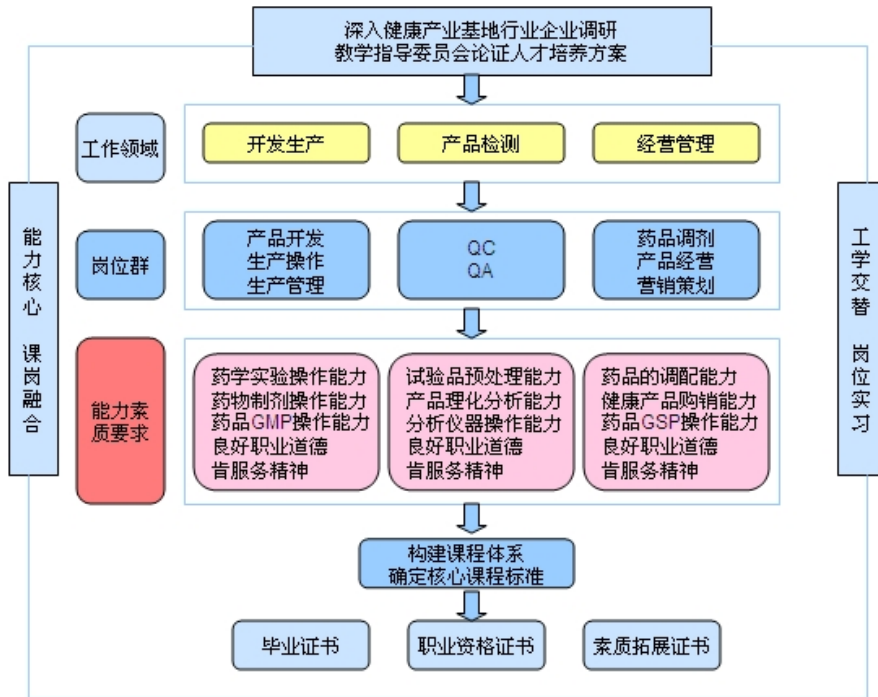 深入健康产业基地行业企业调研
教学指导委员会论证人才培养方案
工作领域
开发生产
产品检测
经营管理
能力核心 课岗融合
岗位群
产品开发
生产操作
生产管理
QC
QA
药品调剂
产品经营
营销策划
工学交替 岗位实习
能力素
质要求
药学实验操作能力
药物制剂操作能力
药品GMP操作能力
良好职业道德
肯服务精神
试验品预处理能力
产品理化分析能力
分析仪器操作能力
良好职业道德
肯服务精神
药品的调配能力
健康产品购销能力
药品GSP操作能力
良好职业道德
肯服务精神
构建课程体系
确定核心课程标准
毕业证书
职业资格证书
素质拓展证书